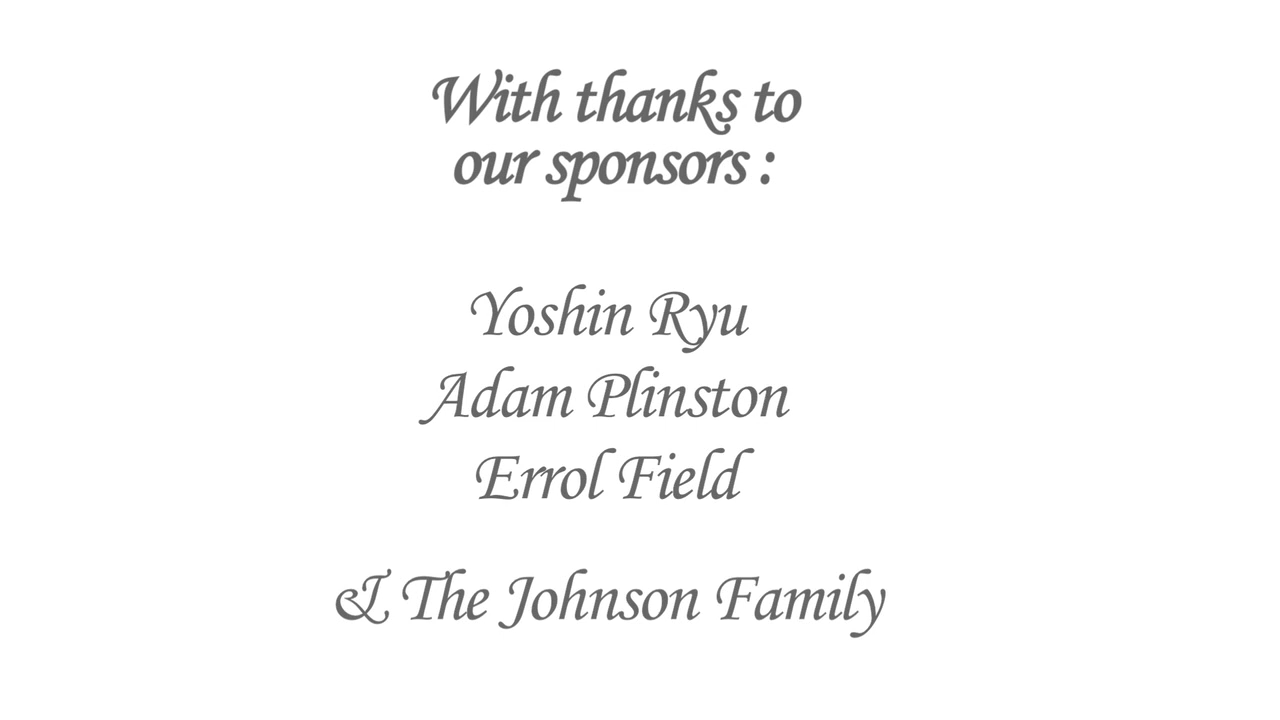 With thanks to
our sponsors :
Yoshin Ryu
Adam Plinston
Errol Field
& The Johnson Family